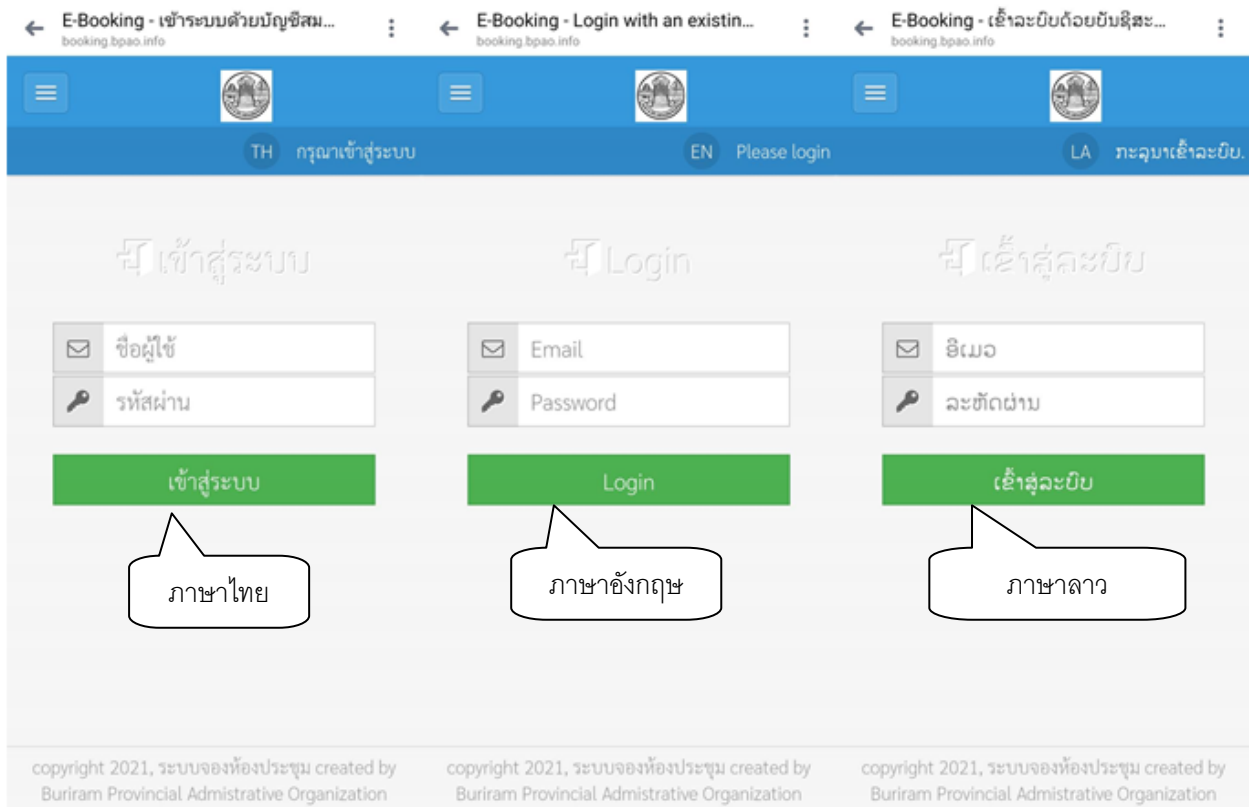 E-Booking - เข้าระบบด้วยบัญชีสม...
booking.bpao.info
TH กรุณาเข้าสู่ระบบ
เข้าสู่ระบบ
ชื่อผู้ใช้
รหัสผ่าน
เข้าสู่ระบบ
ภาษาไทย
copyright 2021, ระบบจองห้องประชุม created by
Buriram Provincial Admistrative Organization
E-Booking - Login with an existin...
booking.bpao.info
EN Please login
Login
Email
Password
Login
ภาษาอังกฤษ
copyright 2021, ระบบจองห้องประชุม created by
Buriram Provincial Admistrative Organization
E-Booking - ເຂົ້າລະບົບດ້ວຍບັນຊີສະ...
booking.bpao.info
LA ກະລຸນາເຂົ້າລະບົບ.
ເຂົ້າສູ່ລະບົບ
ອີເມວ
ລະຫັດຜ່ານ
ເຂົ້າສູ່ລະບົບ
ภาษาลาว
copyright 2021, ระบบจองห้องประชุม created by
Buriram Provincial Admistrative Organization